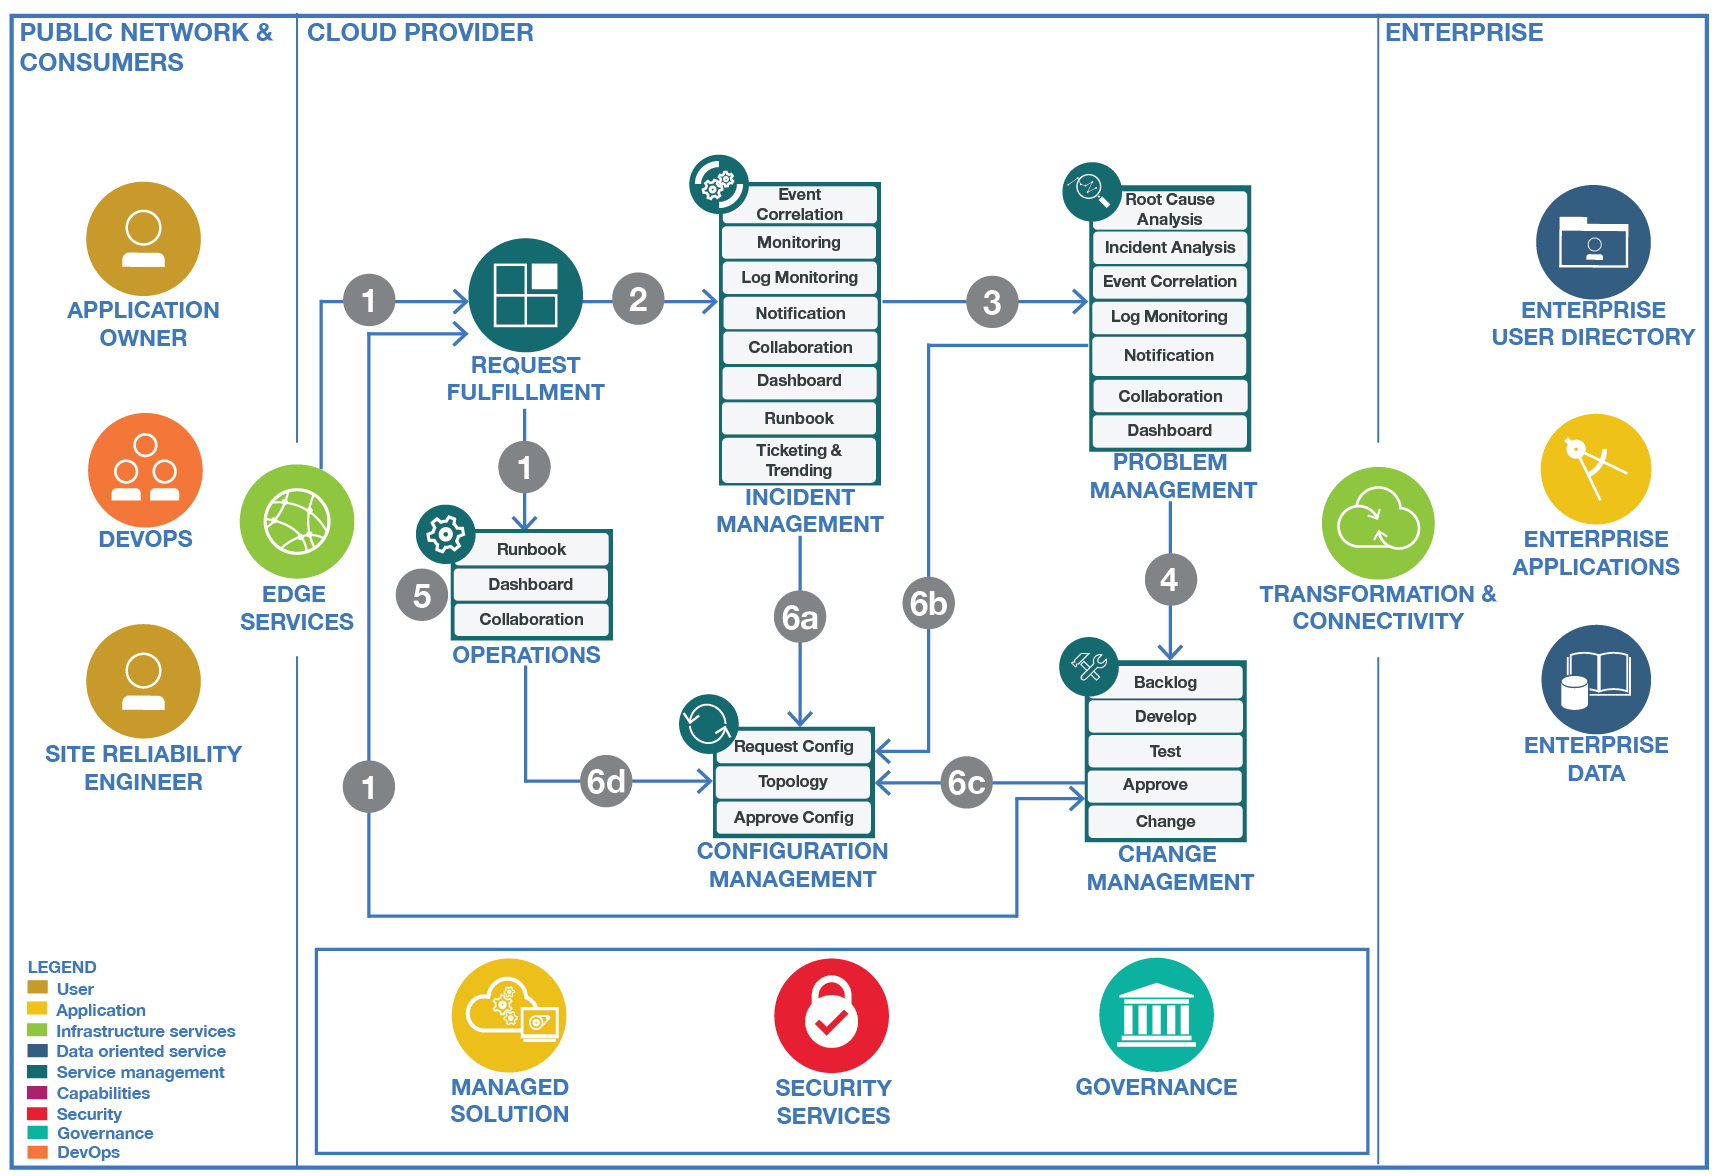 PUBLIC NETWORK &
CONSUMERS
CLOUD PROVIDER
ENTERPRISE
APPLICATION
OWNER
DEVOPS
SITE RELIABILITY
ENGINEER
EDGE
SERVICES
1
1
REQUEST
FULFILLMENT
1
2
5
Runbook
Dashboard
Collaboration
OPERATIONS
Event
Correlation
Monitoring
Log Monitoring
Notification
Collaboration
Dashboard
Runbook
Ticketing &
Trending
INCIDENT
MANAGEMENT
3
Root Cause
Analysis
Incident Analysis
Event Correlation
Log Monitoring
Notification
Collaboration
Dashboard
PROBLEM
MANAGEMENT
6a
6b
4
6d
6c
Request Config
Topology
Approve Config
CONFIGURATION
MANAGEMENT
Backlog
Develop
Test
Approve
Change
CHANGE
MANAGEMENT
TRANSFORMATION &
CONNECTIVITY
ENTERPRISE
USER DIRECTORY
ENTERPRISE
APPLICATIONS
ENTERPRISE
DATA
LEGEND
User
Application
Infrastructure services
Data oriented service
Service management
Capabilities
Security
Governance
DevOps
MANAGED
SOLUTION
SECURITY
SERVICES
GOVERNANCE